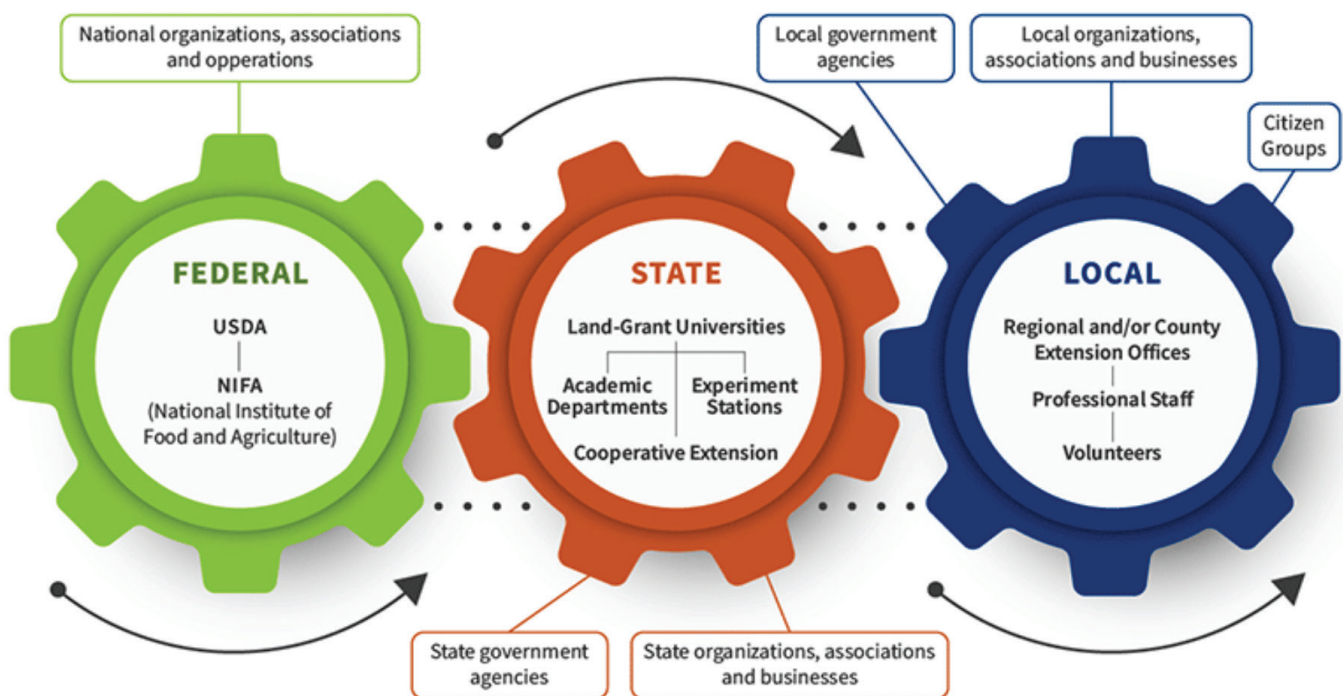 National organizations, associations
and opperations
Local government
agencies
Local organizations,
associations and businesses
Citizen
Groups
FEDERAL
USDA
NIFA
(National Institute of
Food and Agriculture)
STATE
Land-Grant Universities
Academic
Departments
Experiment
Stations
Cooperative Extension
LOCAL
Regional and/or County
Extension Offices
Professional Staff
Volunteers
State government
agencies
State organizations, associations
and businesses